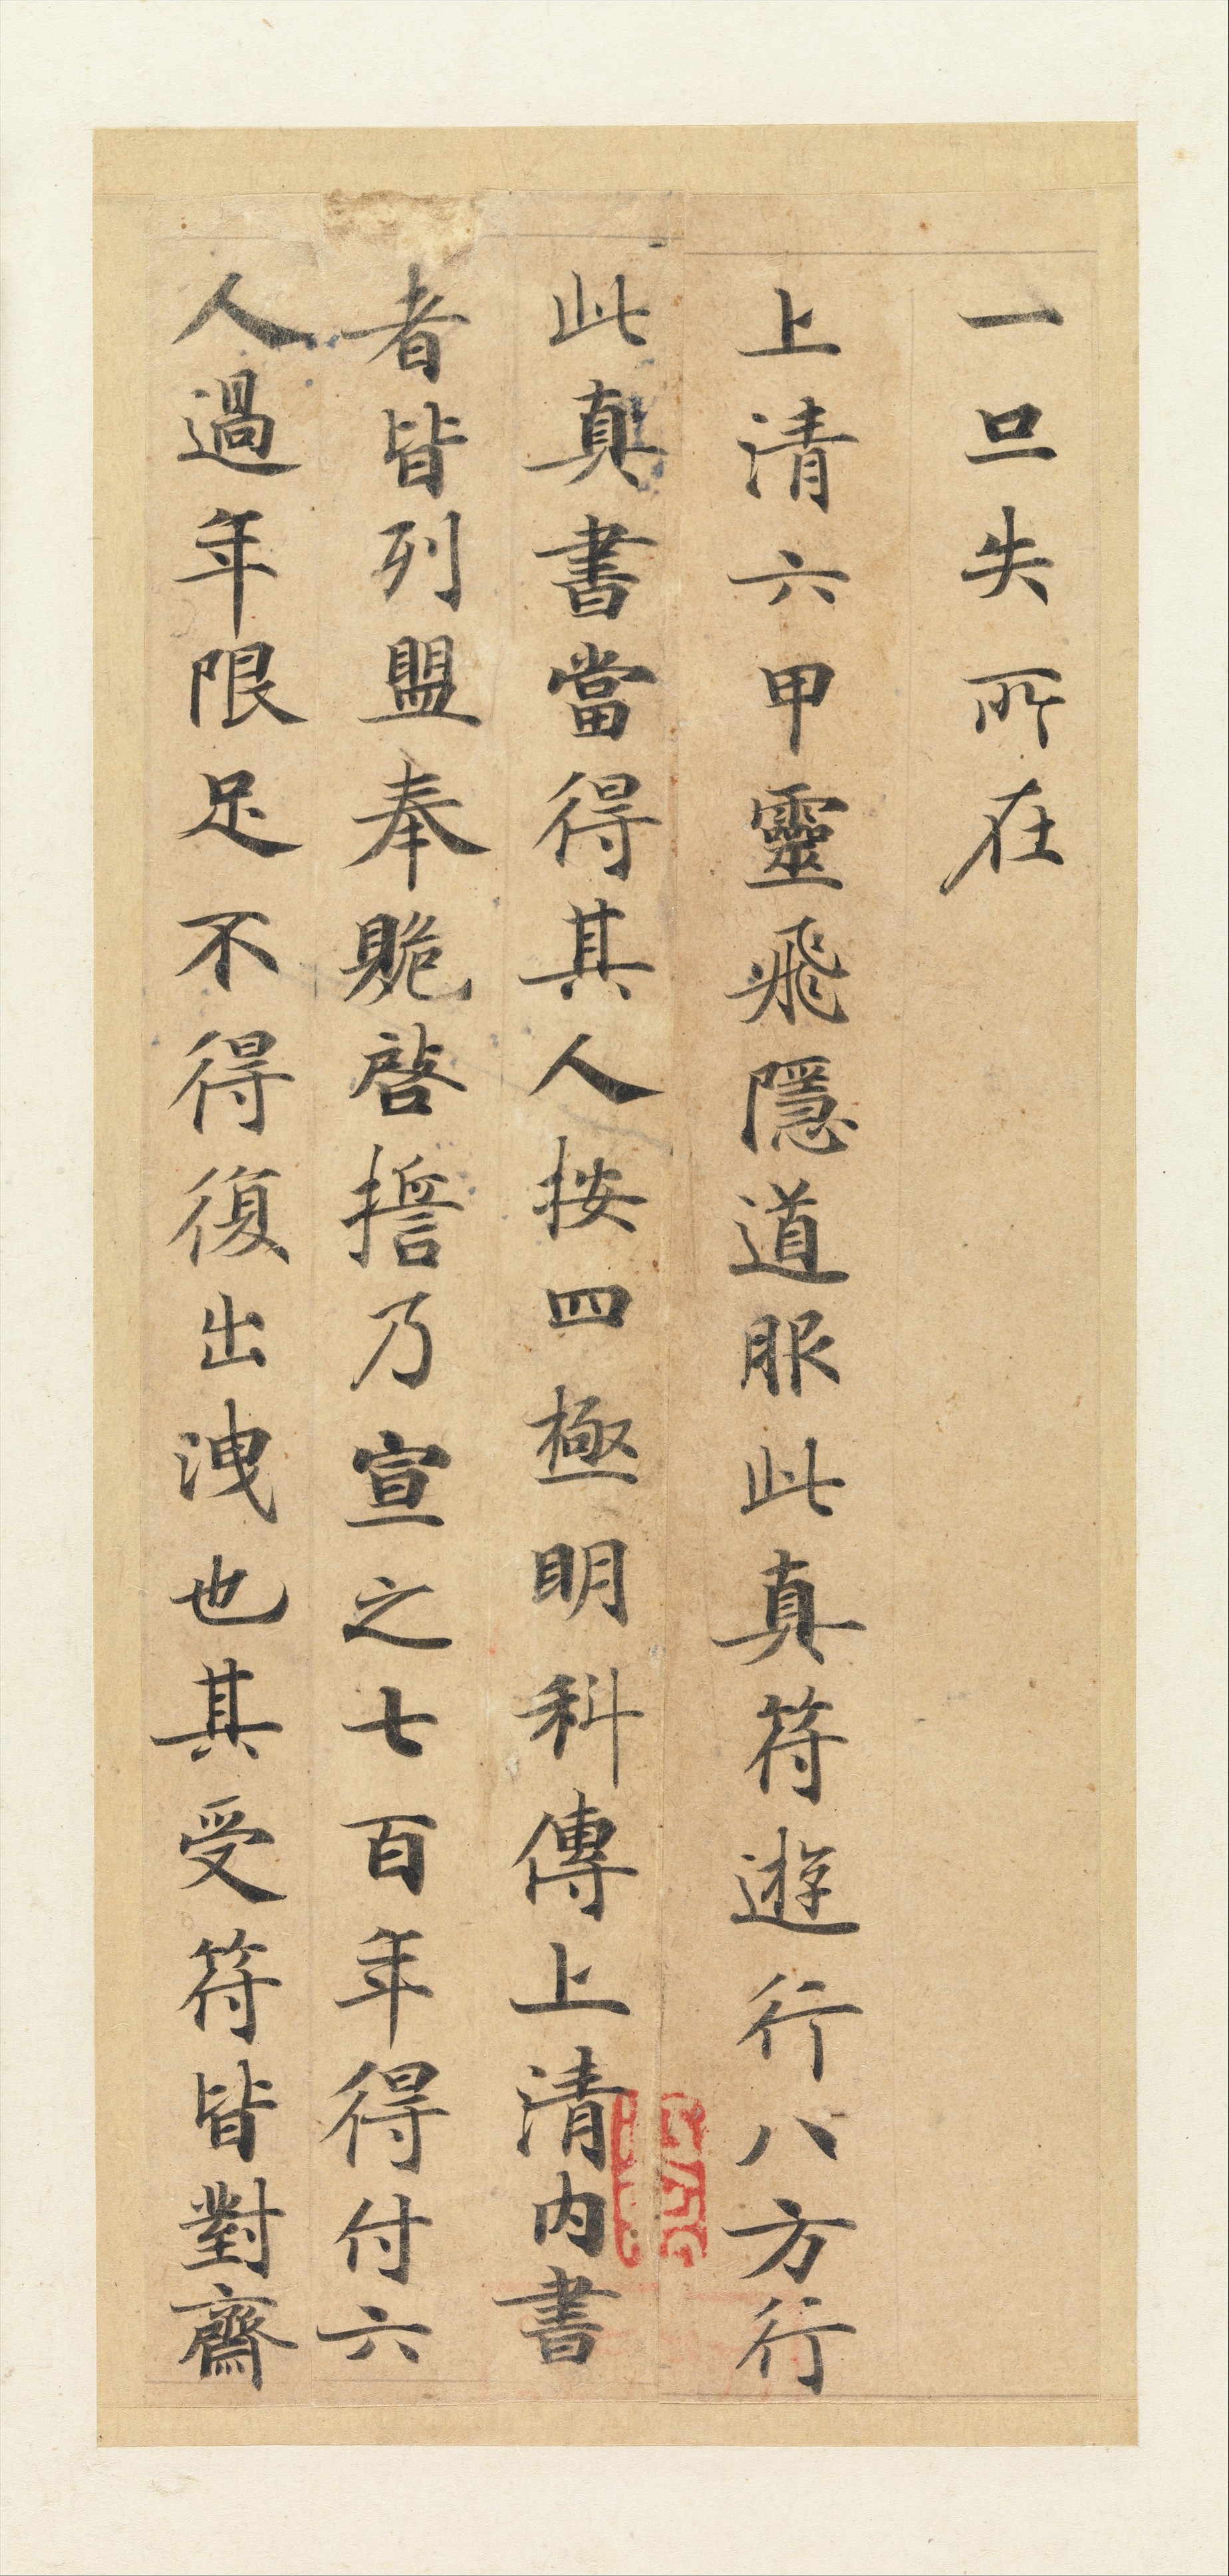 一旦失所在
上清六甲靈飛隱道服此真符遊行八方行
此真書當得其人按四極明科傳上清內書
者皆列盟奉貺啓擔乃宣之七百年得付六
人過年限足不得復出洩也其受符皆對齋